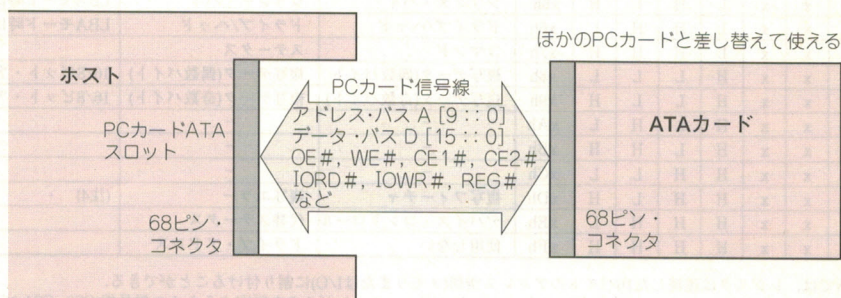 ほかのPCカードと差し替えて使える
ホスト
PCカードATA
スロット
68ピン・
コネクタ
PCカード信号線
アドレス・バス A [9::0]
データ・バス D [15::0]
OE#, WE#, CE1#, CE2#
IORD#, IOWR#, REG#
など
ATAカード
68ピン・
コネクタ